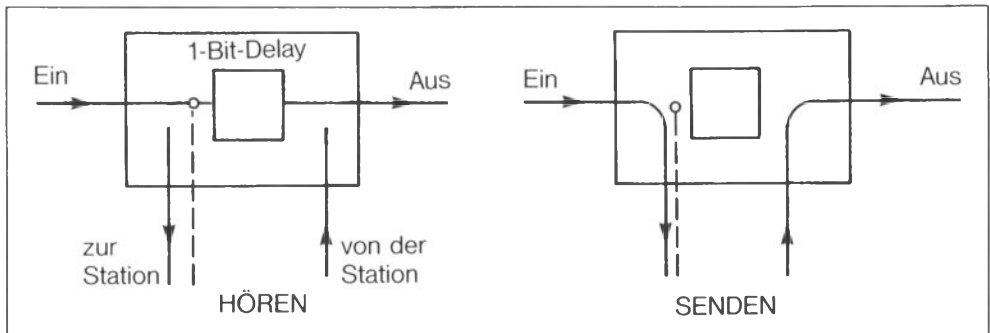 1-Bit-Delay
Ein
Aus
zur
Station
von der
Station
HÖREN
Ein
Aus
SENDEN